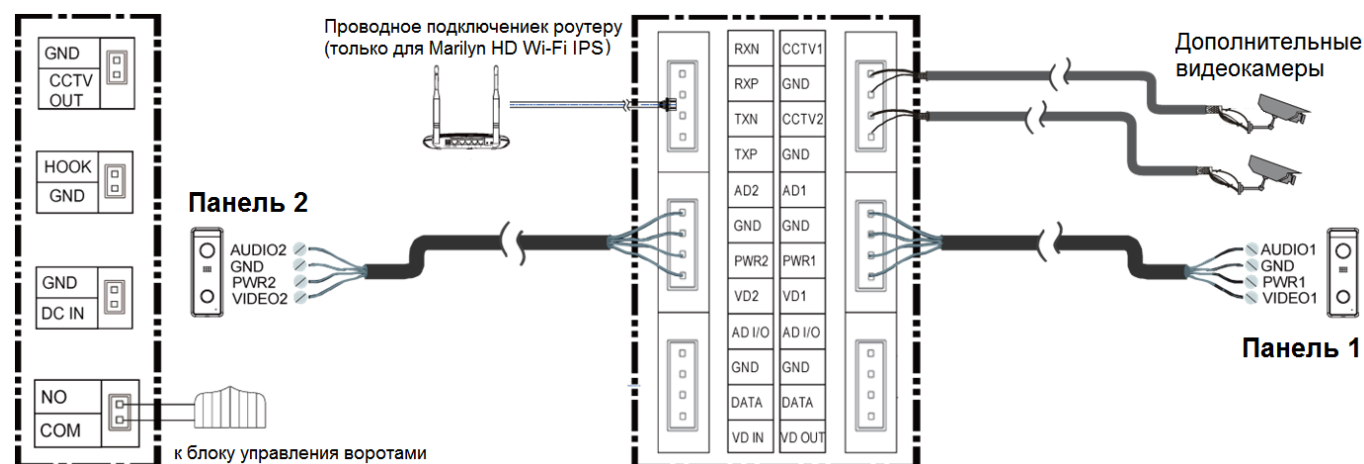 GND
CCTV
OUT
HOOK
GND
GND
DC IN
NO
COM
к блоку управления воротами
Проводное подключениек роутеру
(только для Marilyn HD Wi-Fi IPS)
Панель 2
AUDIO2
GND
PWR2
VIDEO2
RXN CCTV1
RXP GND
TXN CCTV2
TXP GND
AD2 AD1
GND GND
PWR2 PWR1
VD2 VD1
AD I/O AD I/O
GND GND
DATA DATA
VD IN VD OUT
Дополнительные
видеокамеры
AUDIO1
GND
PWR1
VIDEO1
Панель 1